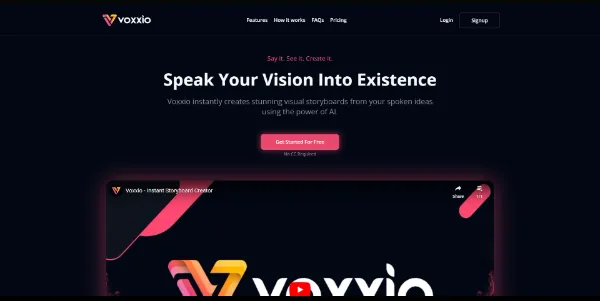 voxxio
Features How it works FAQs Pricing
Login Signup
Say it. See it. Create it.
Speak Your Vision Into Existence
Voxxio instantly creates stunning visual storyboards from your spoken ideas
using the power of AI.
Get Started For Free
No CC Required
Voxxio - Instant Storyboard Creator
Share
voxxio